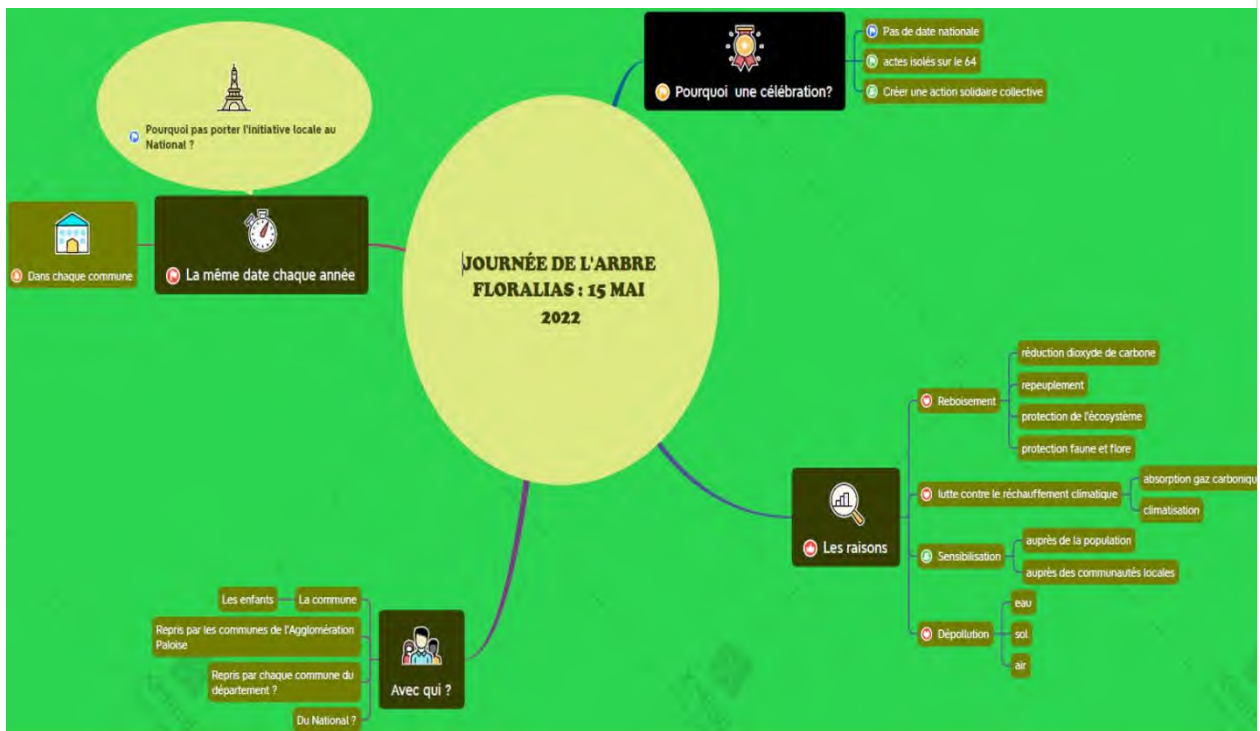 JOURNÉE DE L'ARBRE
FLORALIAS : 15 MAI
2022
Pourquoi une célébration?
Pas de date nationale
actes isolés sur le 64
Créer une action solidaire collective
Pourquoi pas porter l'initiative locale au
National ?
La même date chaque année
Dans chaque commune
Les raisons
Reboisement
réduction dioxyde de carbone
repeuplement
protection de l'écosystème
protection faune et flore
lutte contre le réchauffement climatique
absorption gaz carboniqu
climatisation
Sensibilisation
auprès de la population
auprès des communautés locales
Dépollution
eau
sol
air
Avec qui ?
La commune
Les enfants
Repris par les communes de l'Agglomération
Paloise
Repris par chaque commune du
département ?
Du National ?